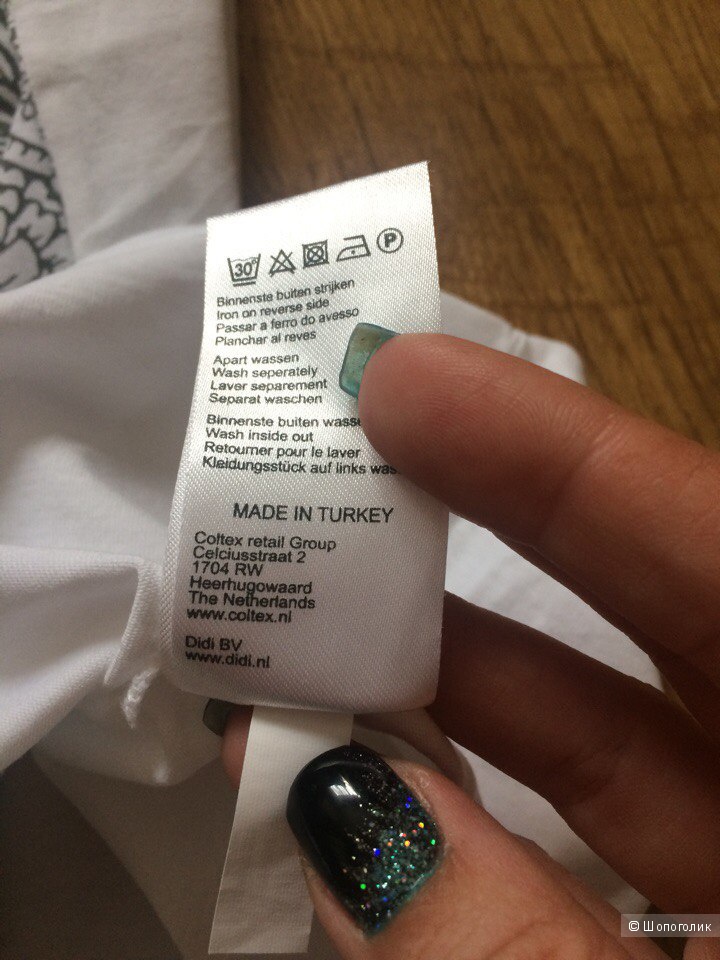 30°
P
Binnenste buiten strijken
Iron on reverse side
Passar a ferro do avesso
Planchar al reves
Apart wassen
Wash seperately
Laver separement
Separat waschen
Binnenste buiten wasse
Wash inside out
Retourner pour le laver
Kleidungsstück auf links was
MADE IN TURKEY
Coltex retail Group
Celciusstraat 2
1704 RW
Heerhugowaard
The Netherlands
www.coltex.nl
Didi BV
www.didi.nl
© Шопоголик